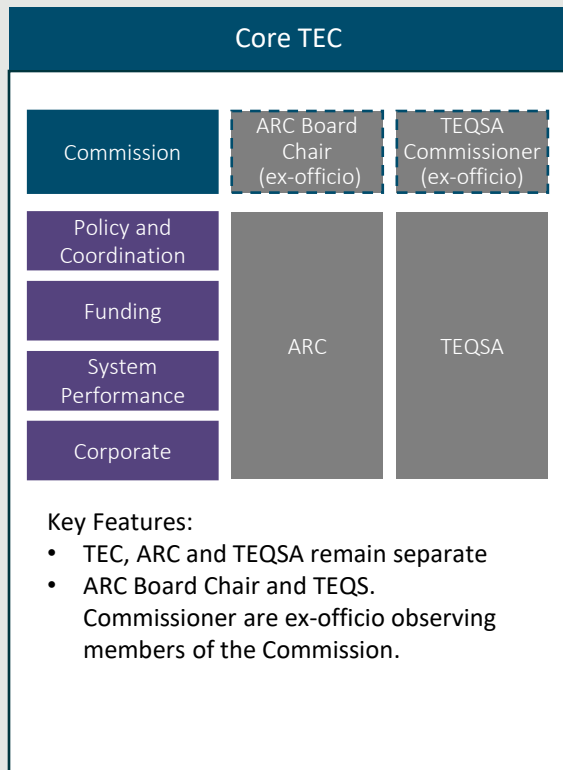 Core TEC
Commission
ARC Board
Chair
(ex-officio)
TEQSA
Commissioner
(ex-officio)
Policy and
Coordination
Funding
System
Performance
Corporate
ARC
TEQSA
Key Features:
• TEC, ARC and TEQSA remain separate
• ARC Board Chair and TEQS.
Commissioner are ex-officio observing
members of the Commission.